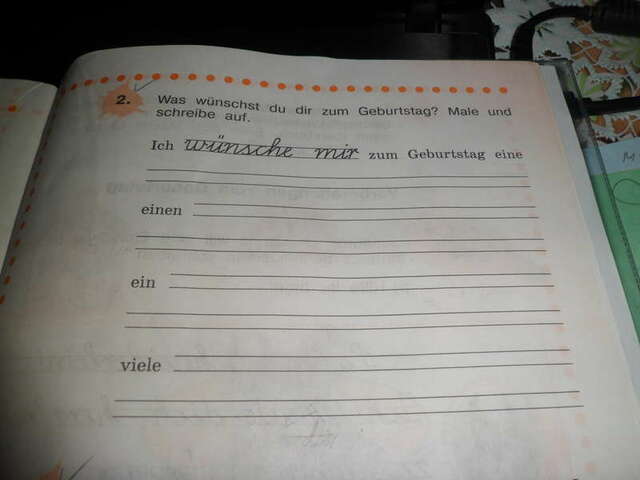 2. Was wünschst du dir zum Geburtstag? Male und
schreibe auf.
Ich wünsche mir zum Geburtstag eine
einen
ein
viele